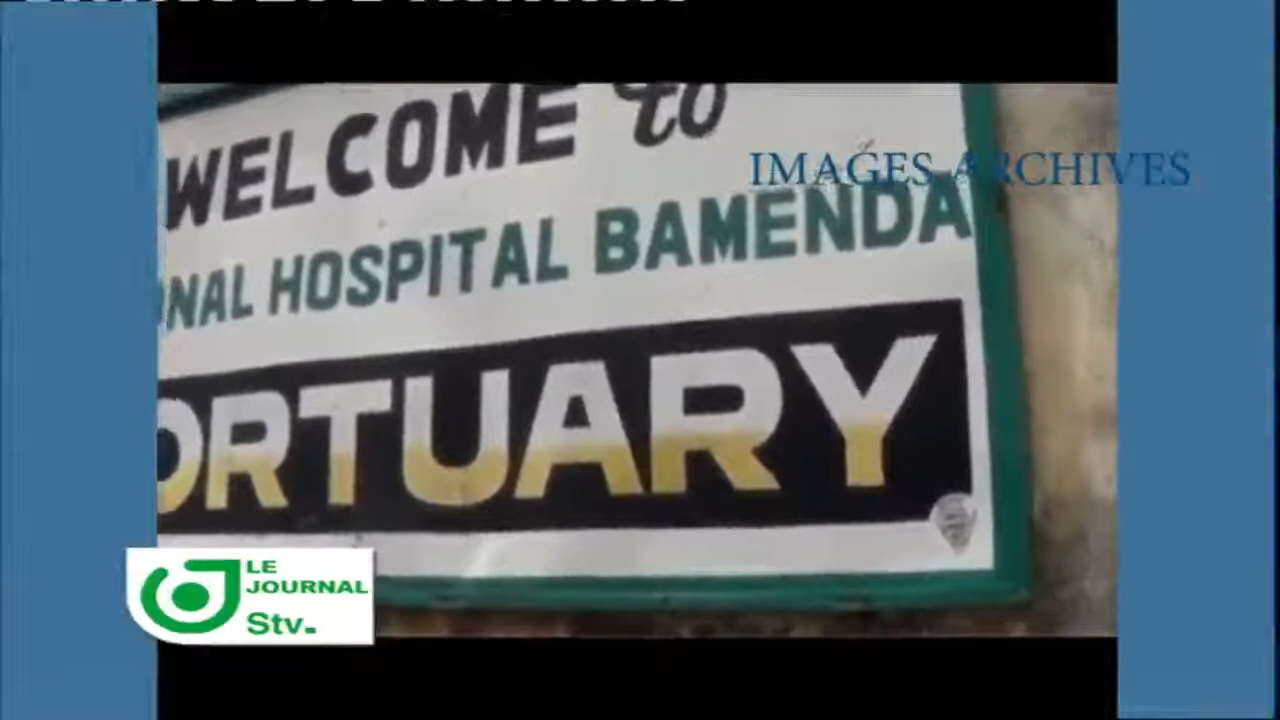 WELCOME to
IMAGES ARCHIVES
NAL HOSPITAL BAMENDA
ORTUARY
LE
JOURNAL
Stv.